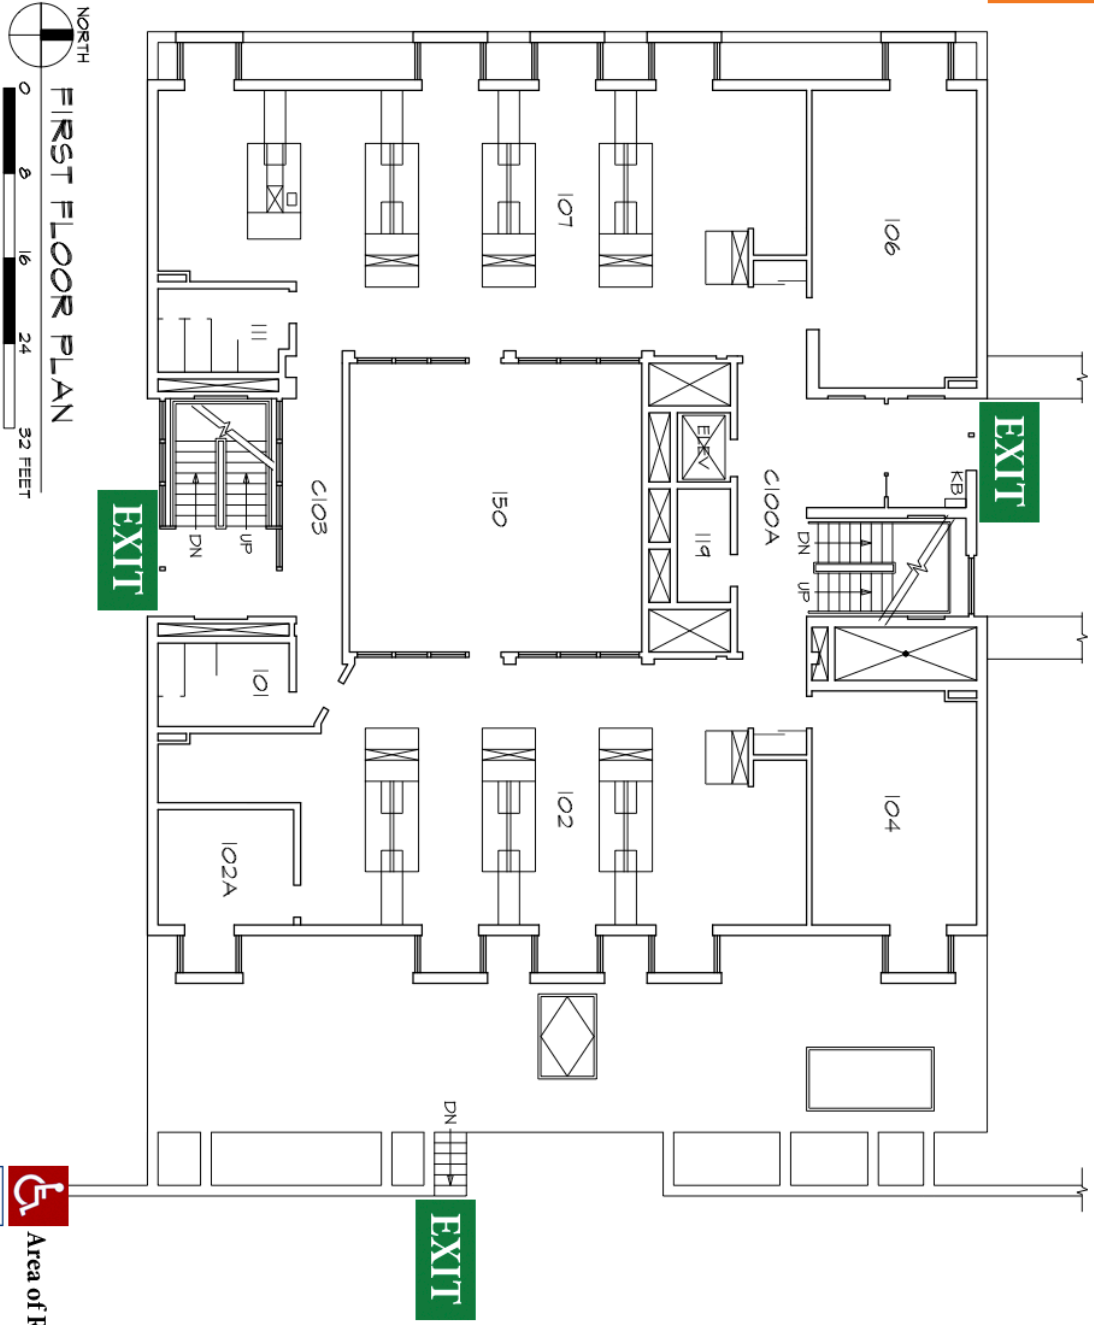 NORTH
FIRST FLOOR PLAN
0 8 16 24 32 FEET
106
107
111
EXIT
KB
ELEV
C100A
119
150
C103
DN
UP
DN
UP
EXIT
101
104
102
102A
DN
EXIT
Area of